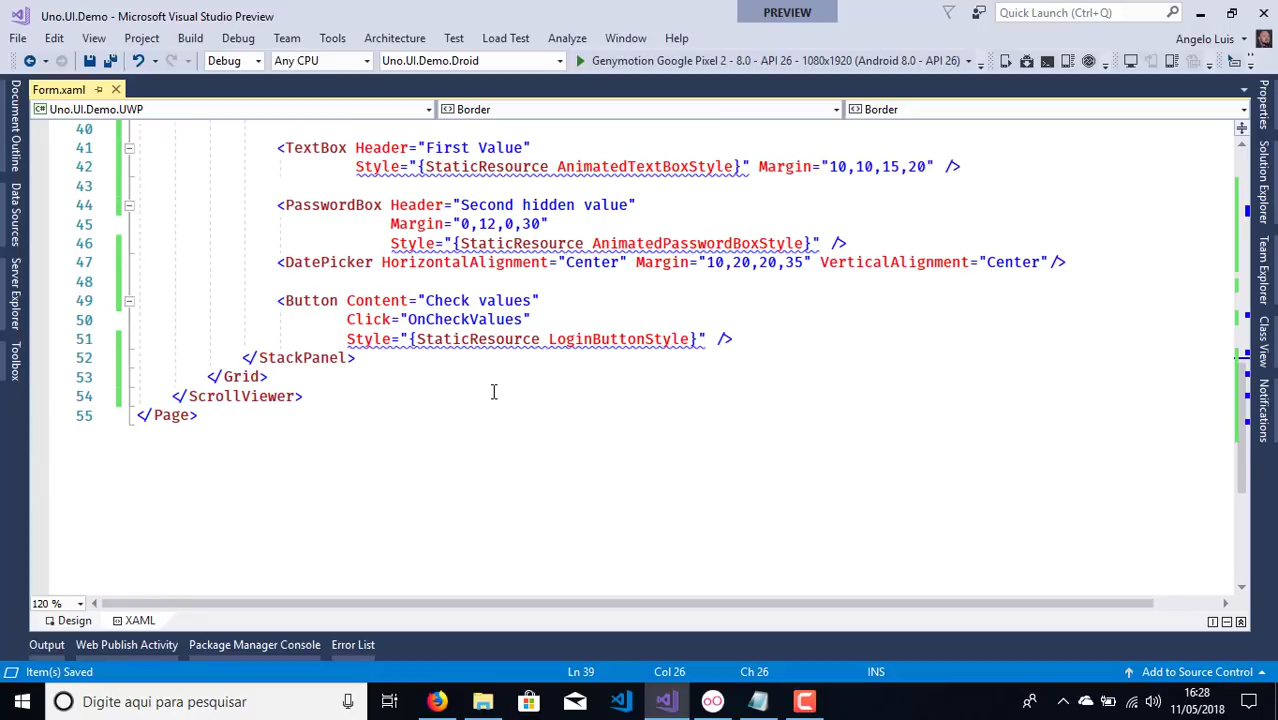 Uno.UI.Demo - Microsoft Visual Studio Preview
PREVIEW
Quick Launch (Ctrl+Q)
File Edit View Project Build Debug Team Tools Architecture Test Load Test Analyze Window Help
Angelo Luis
Debug Any CPU Uno.UI.Demo.Droid Genymotion Google Pixel 2 - 8.0 - API 26 - 1080x1920 (Android 8.0 - API 26)
Form.xaml
Uno.UI.Demo.UWP Border Border
Document Outline
Data Sources
Server Explorer
Toolbox
40
41 <TextBox Header="First Value"
42 Style="{StaticResource AnimatedTextBoxStyle}" Margin="10,10,15,20" />
43
44 <PasswordBox Header="Second hidden value"
45 Margin="0,12,0,30"
46 Style="{StaticResource AnimatedPasswordBoxStyle}" />
47 <DatePicker HorizontalAlignment="Center" Margin="10,20,20,35" VerticalAlignment="Center"/>
48
49 <Button Content="Check values"
50 Click="OnCheckValues"
51 Style="{StaticResource LoginButtonStyle}" />
52 </StackPanel>
53 </Grid>
54 </ScrollViewer>
55 </Page>
Properties
Solution Explorer
Team Explorer
Class View
Notifications
120 %
Design XAML
Output Web Publish Activity Package Manager Console Error List
Item(s) Saved Ln 39 Col 26 Ch 26 INS Add to Source Control
Digite aqui para pesquisar
16:28
11/05/2018